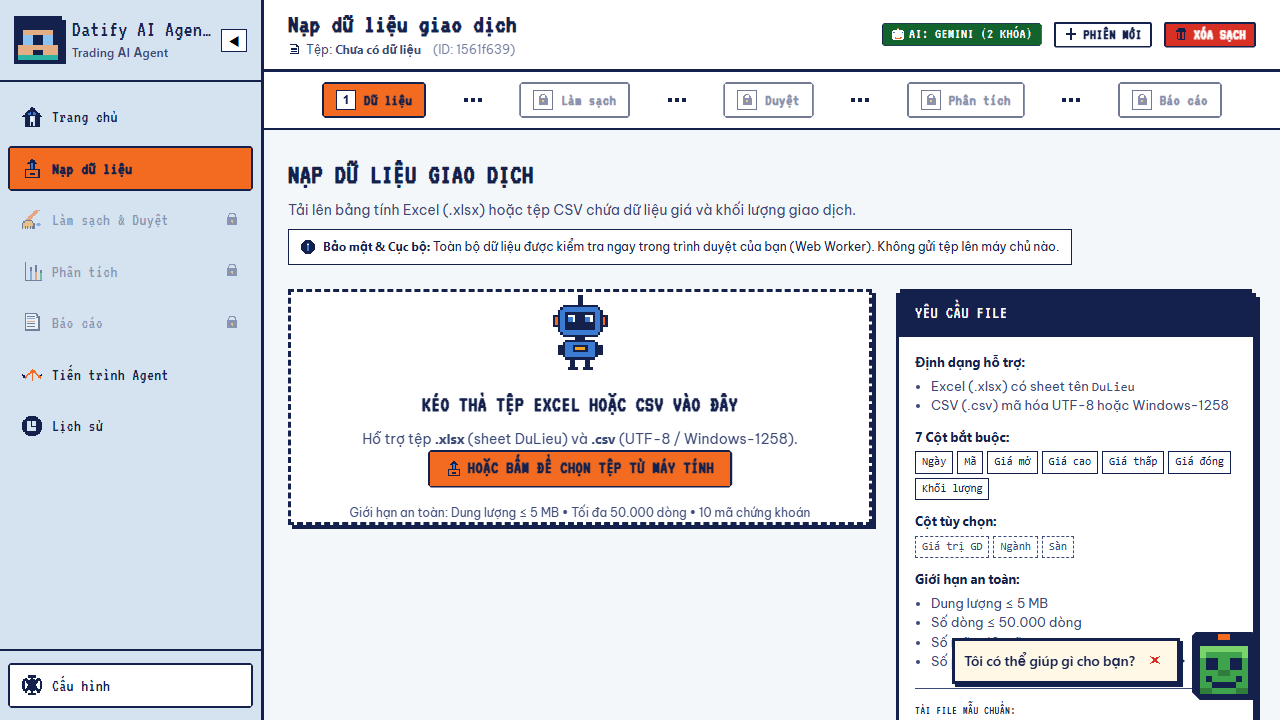 Datify AI Agen…
Trading AI Agent
Trang chủ
Nạp dữ liệu
Làm sạch & Duyệt
Phân tích
Báo cáo
Tiến trình Agent
Lịch sử
Cấu hình
Nạp dữ liệu giao dịch
Tệp: Chưa có dữ liệu (ID: 1561f639)
AI: GEMINI (2 KHÓA)
PHIÊN MỚI
XÓA SẠCH
1 Dữ liệu
Làm sạch
Duyệt
Phân tích
Báo cáo
NẠP DỮ LIỆU GIAO DỊCH
Tải lên bảng tính Excel (.xlsx) hoặc tệp CSV chứa dữ liệu giá và khối lượng giao dịch.
Bảo mật & Cục bộ: Toàn bộ dữ liệu được kiểm tra ngay trong trình duyệt của bạn (Web Worker). Không gửi tệp lên máy chủ nào.
KÉO THẢ TỆP EXCEL HOẶC CSV VÀO ĐÂY
Hỗ trợ tệp .xlsx (sheet DuLieu) và .csv (UTF-8 / Windows-1258).
HOẶC BẤM ĐỂ CHỌN TỆP TỪ MÁY TÍNH
Giới hạn an toàn: Dung lượng ≤ 5 MB • Tối đa 50.000 dòng • 10 mã chứng khoán
YÊU CẦU FILE
Định dạng hỗ trợ:
• Excel (.xlsx) có sheet tên DuLieu
• CSV (.csv) mã hóa UTF-8 hoặc Windows-1258
7 Cột bắt buộc:
Ngày Mã Giá mở Giá cao Giá thấp Giá đóng
Khối lượng
Cột tùy chọn:
Giá trị GD Ngành Sàn
Giới hạn an toàn:
• Dung lượng ≤ 5 MB
• Số dòng ≤ 50.000 dòng
• Số
• Số
Tôi có thể giúp gì cho bạn?
TẢI FILE MẪU CHUẨN: